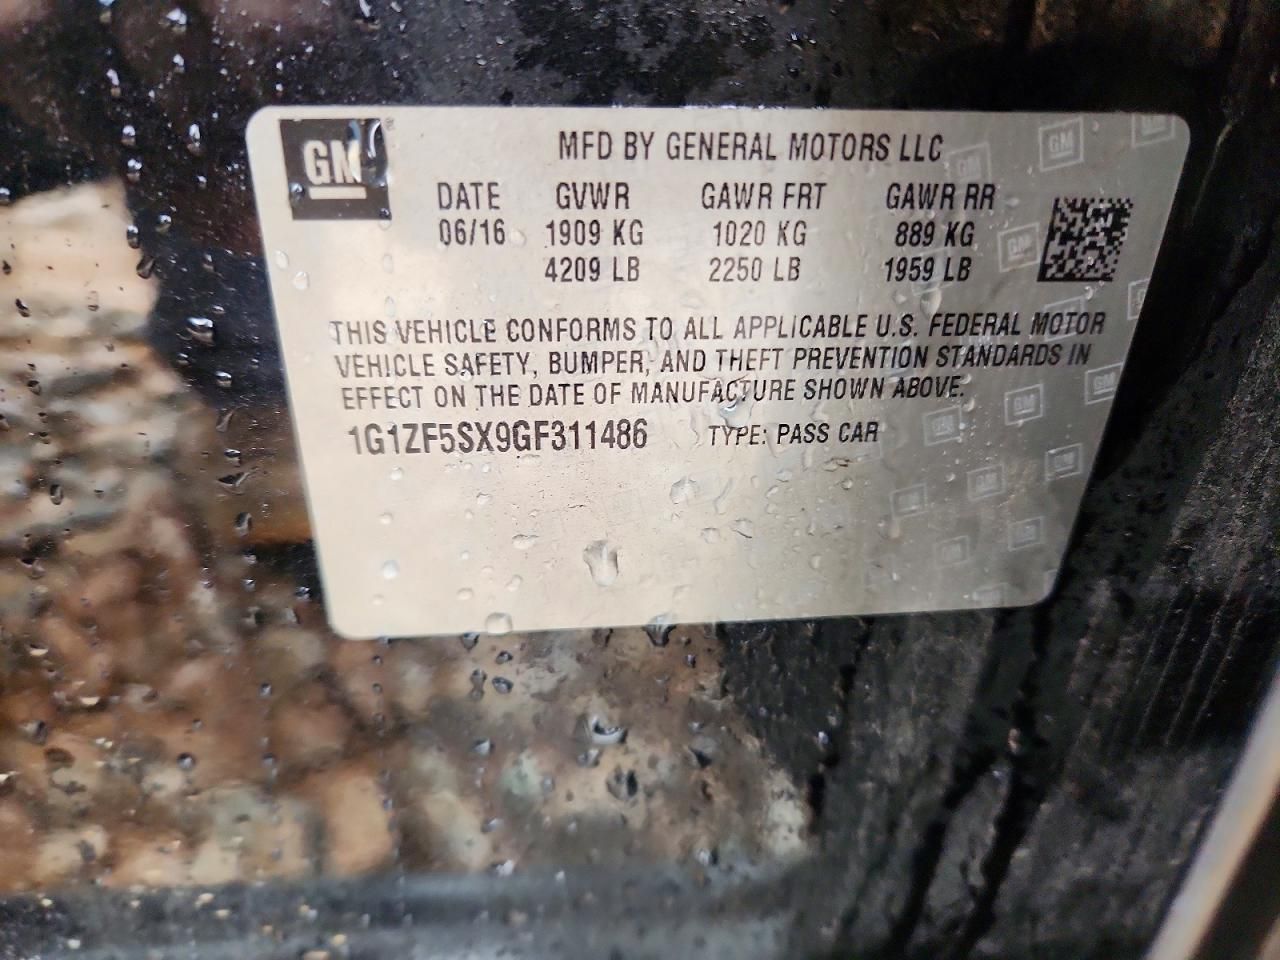 GM
MFD BY GENERAL MOTORS LLC
DATE GVWR GAWR FRT GAWR RR
06/16 1909 KG 1020 KG 889 KG
4209 LB 2250 LB 1959 LB
THIS VEHICLE CONFORMS TO ALL APPLICABLE U.S. FEDERAL MOTOR
VEHICLE SAFETY, BUMPER, AND THEFT PREVENTION STANDARDS IN
EFFECT ON THE DATE OF MANUFACTURE SHOWN ABOVE.
1G1ZF5SX9GF311486 TYPE: PASS CAR